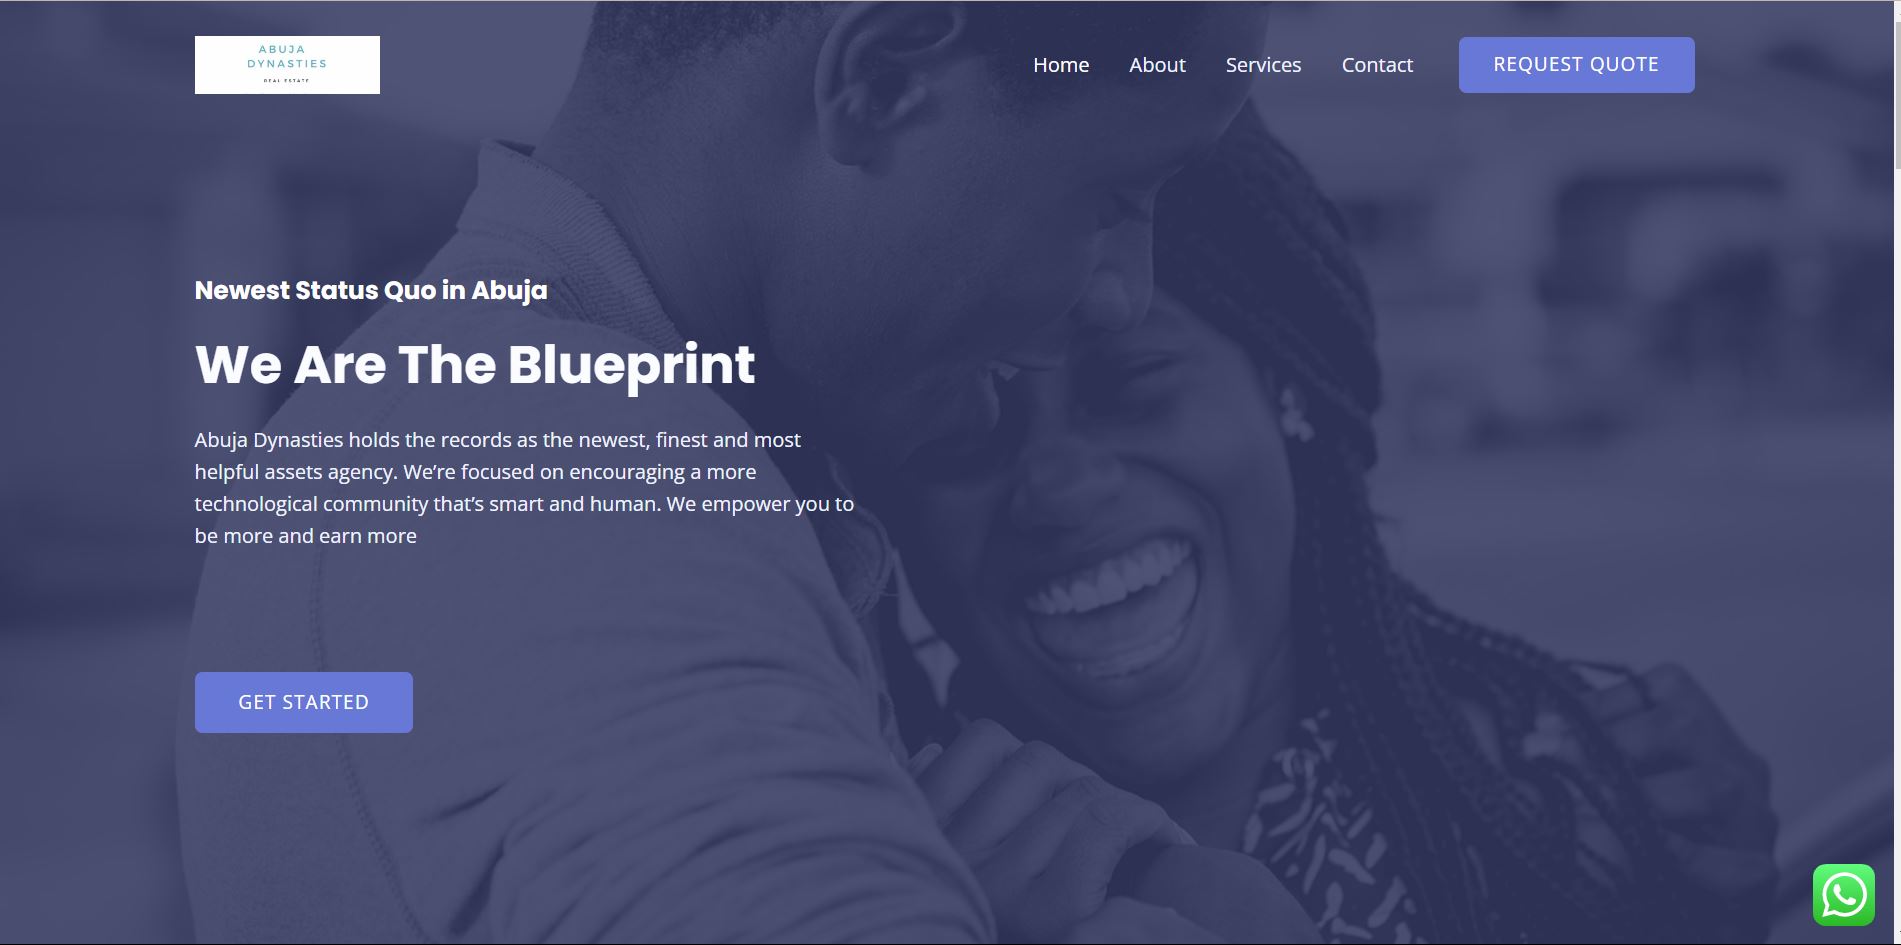 ABUJA
DYNASTIES
REAL ESTATE
Home
About
Services
Contact
REQUEST QUOTE
Newest Status Quo in Abuja
We Are The Blueprint
Abuja Dynasties holds the records as the newest, finest and most
helpful assets agency. We’re focused on encouraging a more
technological community that’s smart and human. We empower you to
be more and earn more
GET STARTED